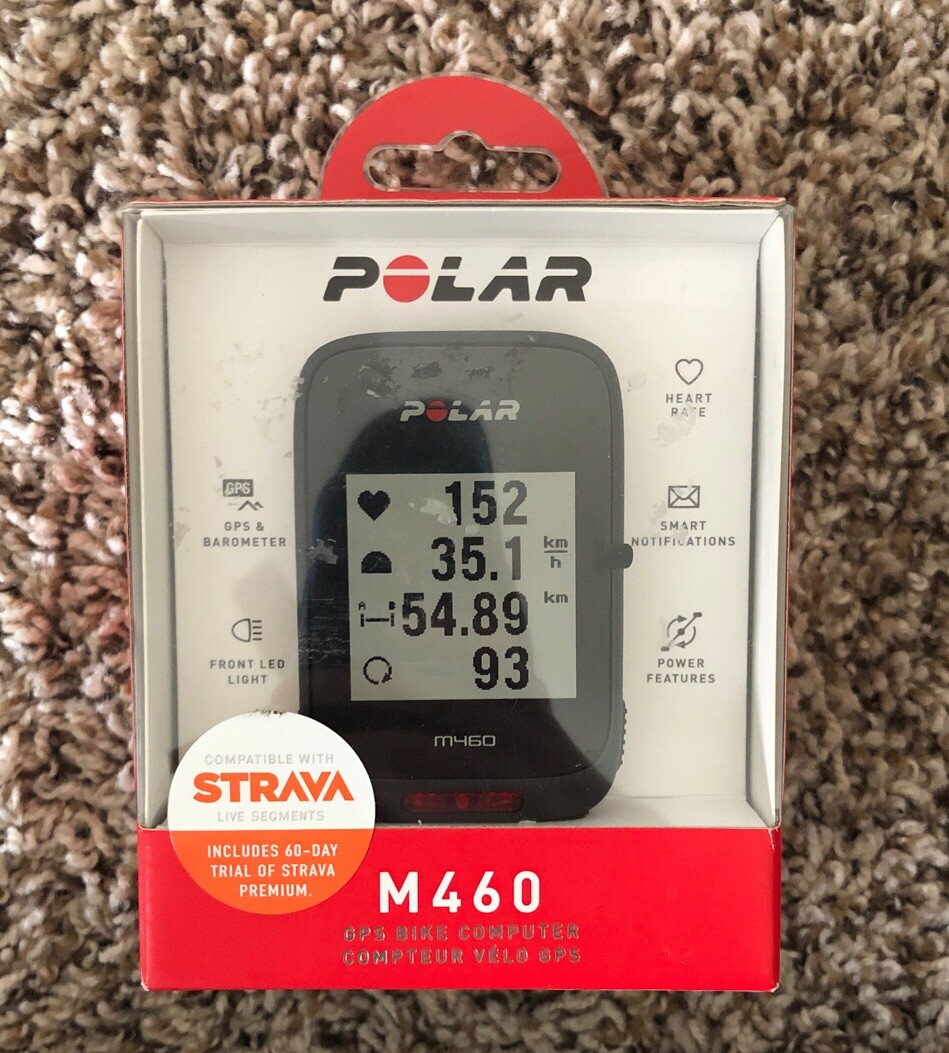 POLAR
HEART
RATE
GPS
GPS &
BAROMETER
SMART
NOTIFICATIONS
FRONT LED
LIGHT
POWER
FEATURES
POLAR
152
35.1 km
h
A B
54.89 km
93
M460
COMPATIBLE WITH
STRAVA
LIVE SEGMENTS
INCLUDES 60-DAY
TRIAL OF STRAVA
PREMIUM.
M460
GPS BIKE COMPUTER
COMPTEUR VÉLO GPS